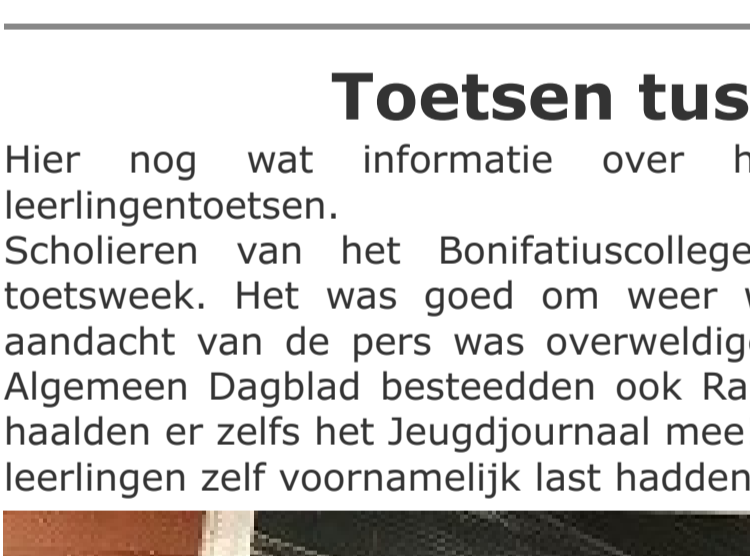 Toetsen tus
Hier nog wat informatie over h
leerlingentoetsen.
Scholieren van het Bonifatiuscollege
toetsweek. Het was goed om weer
aandacht van de pers was overweldig
Algemeen Dagblad besteedden ook Ra
haalden er zelfs het Jeugdjournaal mee
leerlingen zelf voornamelijk last hadden